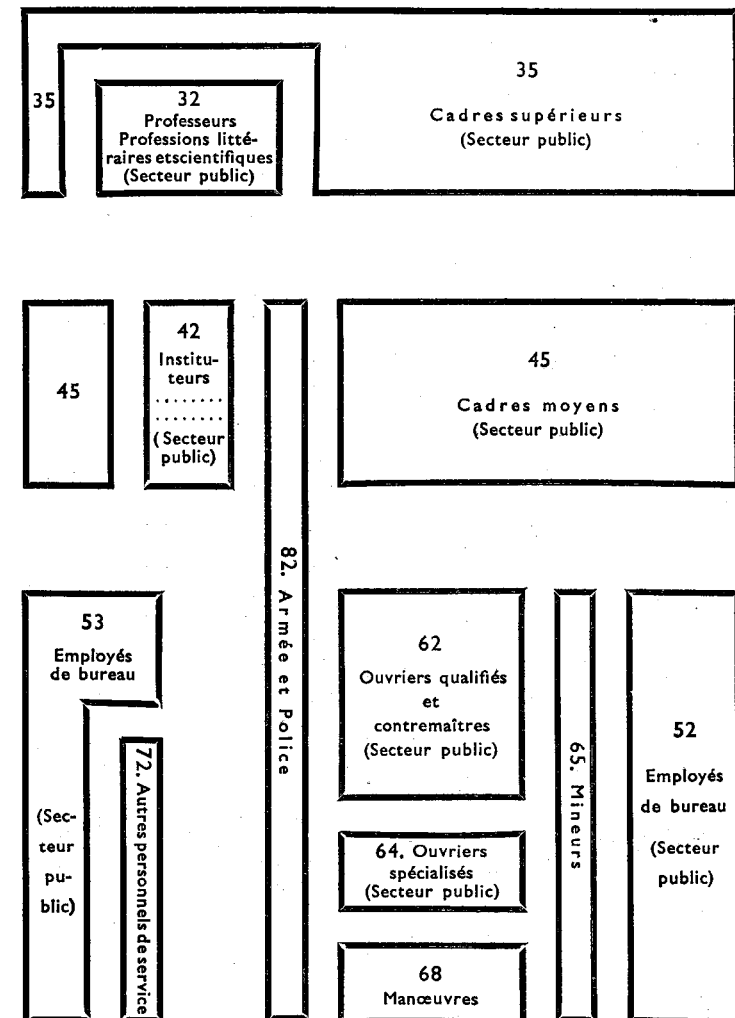 35
32
Professeurs
Professions litté-
raires etscientifiques
(Secteur public)
35
Cadres supérieurs
(Secteur public)
45
42
Institu-
teurs
........
........
(Secteur
public)
45
Cadres moyens
(Secteur public)
82. Armée et Police
53
Employés
de bureau
(Sec-
teur
pu-
blic)
72. Autres personnels de service
62
Ouvriers qualifiés
et
contremaîtres
(Secteur public)
64. Ouvriers
spécialisés
(Secteur public)
68
Manœuvres
65. Mineurs
52
Employés
de bureau
(Secteur
public)